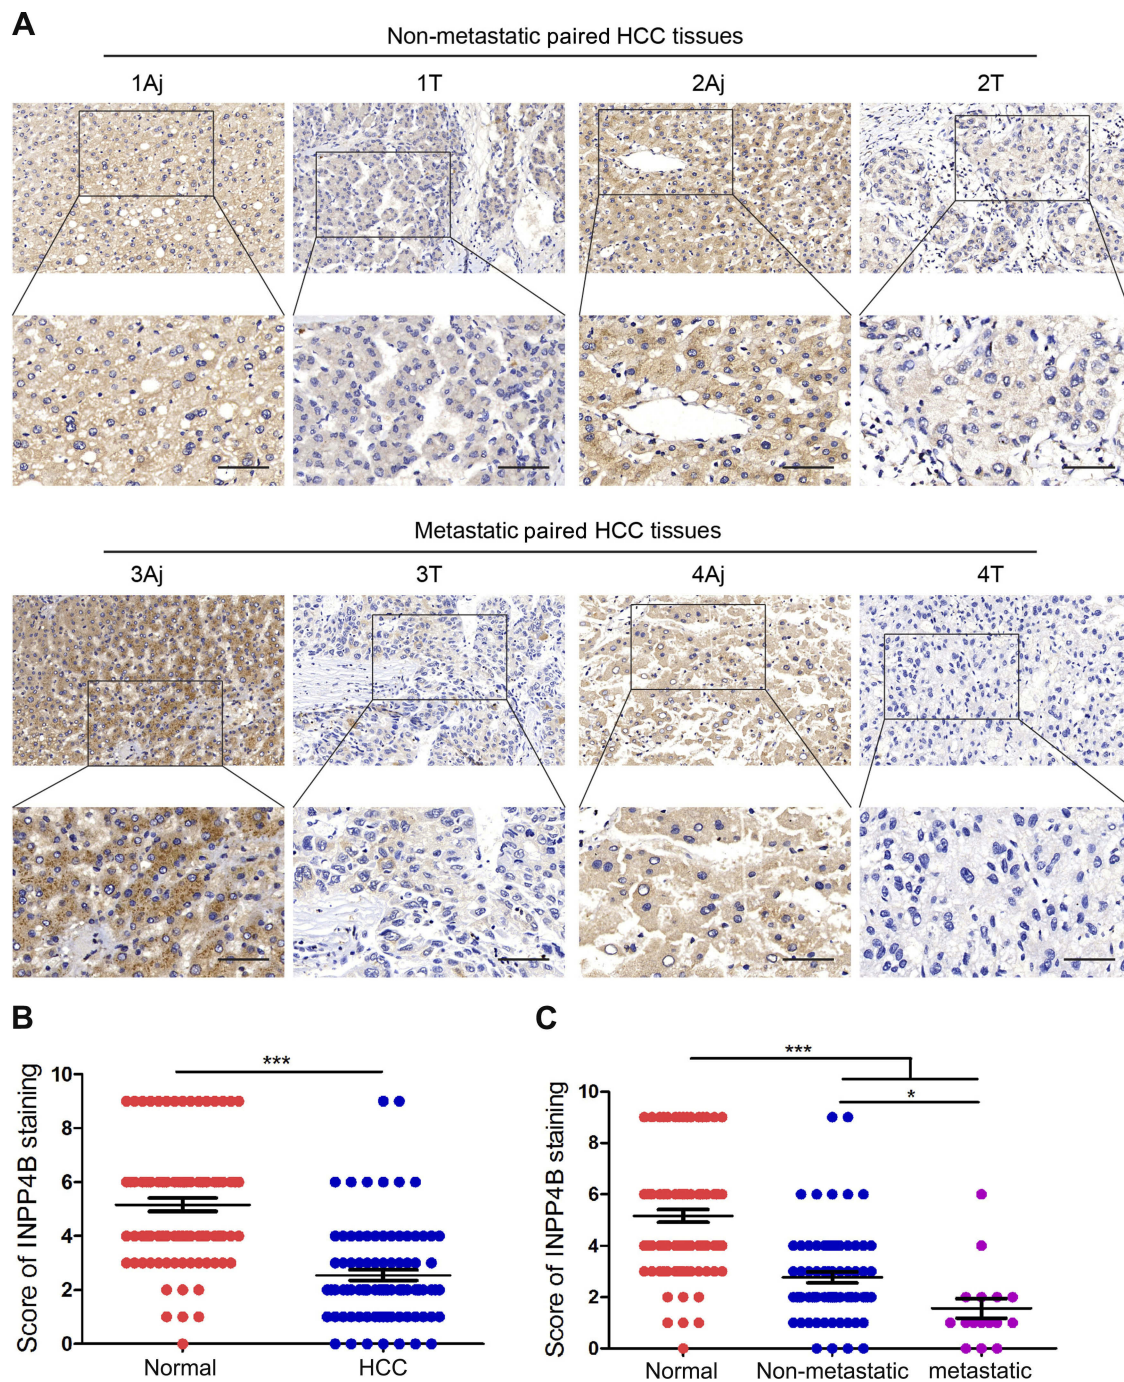 A
Non-metastatic paired HCC tissues
1Aj 1T 2Aj 2T
Metastatic paired HCC tissues
3Aj 3T 4Aj 4T
B
***
Score of INPP4B staining
10
8
6
4
2
0
Normal HCC
C
***
*
Score of INPP4B staining
10
8
6
4
2
0
Normal Non-metastatic metastatic